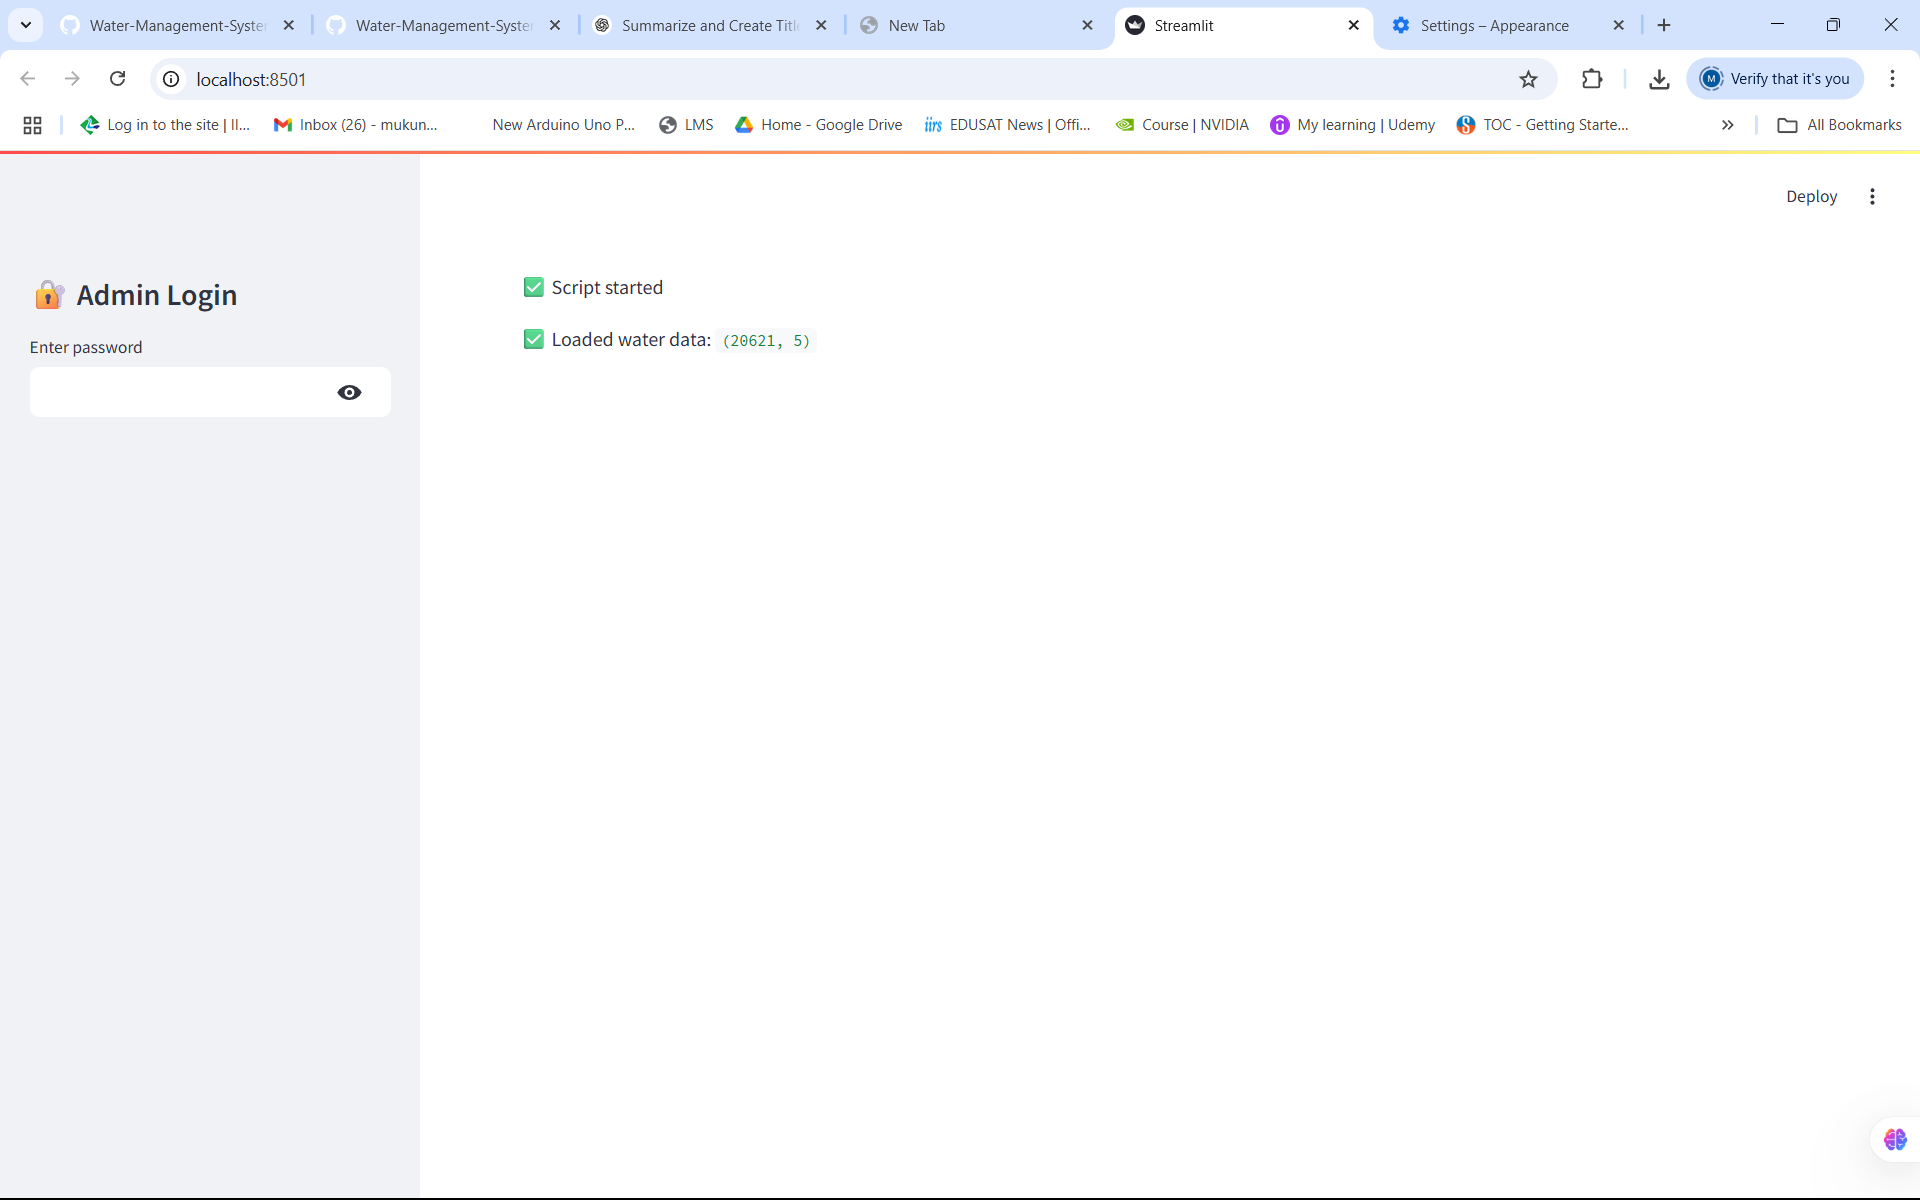 Water-Management-Syste
Water-Management-Syste
Summarize and Create Titl
New Tab
Streamlit
Settings – Appearance
localhost:8501
M
Verify that it's you
Log in to the site | Il...
Inbox (26) - mukun...
New Arduino Uno P...
LMS
Home - Google Drive
iirs
EDUSAT News | Offi...
Course | NVIDIA
My learning | Udemy
TOC - Getting Starte...
All Bookmarks
Deploy
Admin Login
Enter password
Script started
Loaded water data: (20621, 5)